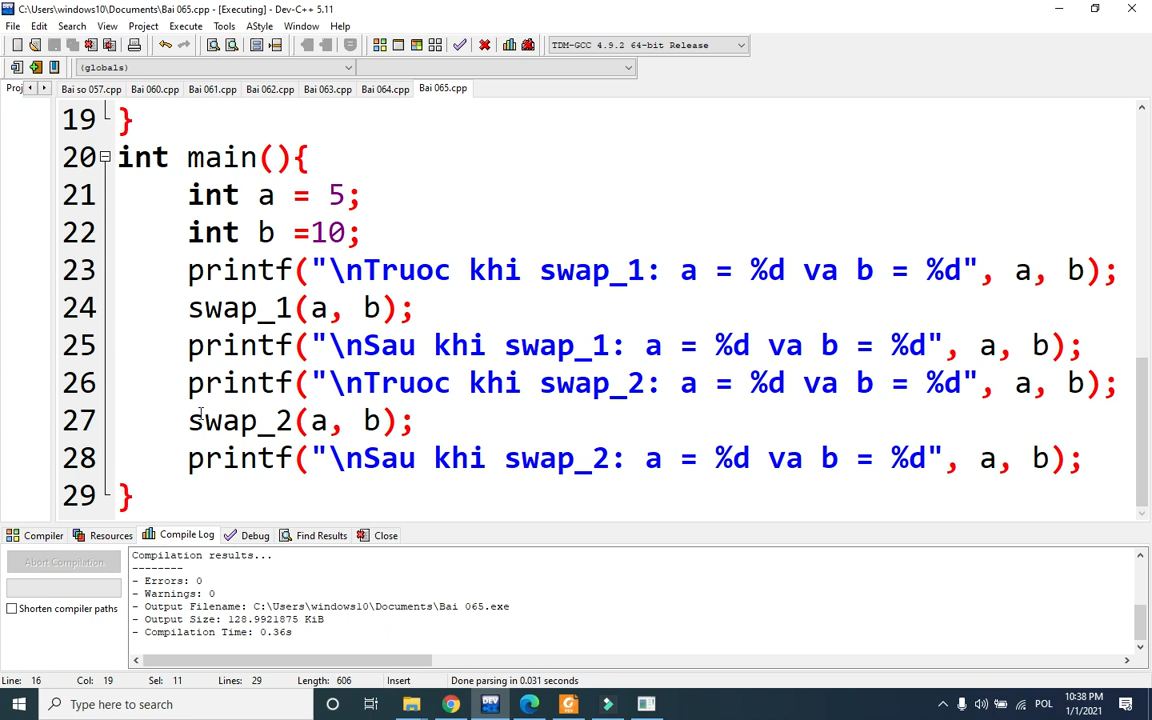 C:\Users\windows10\Documents\Bai 065.cpp - [Executing] - Dev-C++ 5.11
File Edit Search View Project Execute Tools AStyle Window Help
TDM-GCC 4.9.2 64-bit Release
(globals)
Proj Bai so 057.cpp Bai 060.cpp Bai 061.cpp Bai 062.cpp Bai 063.cpp Bai 064.cpp Bai 065.cpp
19 }
20 int main(){
21 int a = 5;
22 int b =10;
23 printf("\nTruoc khi swap_1: a = %d va b = %d", a, b);
24 swap_1(a, b);
25 printf("\nSau khi swap_1: a = %d va b = %d", a, b);
26 printf("\nTruoc khi swap_2: a = %d va b = %d", a, b);
27 swap_2(a, b);
28 printf("\nSau khi swap_2: a = %d va b = %d", a, b);
29 }
Compiler Resources Compile Log Debug Find Results Close
Abort Compilation
Shorten compiler paths
Compilation results...
--------
- Errors: 0
- Warnings: 0
- Output Filename: C:\Users\windows10\Documents\Bai 065.exe
- Output Size: 128.9921875 KiB
- Compilation Time: 0.36s
Line: 16 Col: 19 Sel: 11 Lines: 29 Length: 606 Insert Done parsing in 0.031 seconds
Type here to search
DEV
POL
10:38 PM
1/1/2021